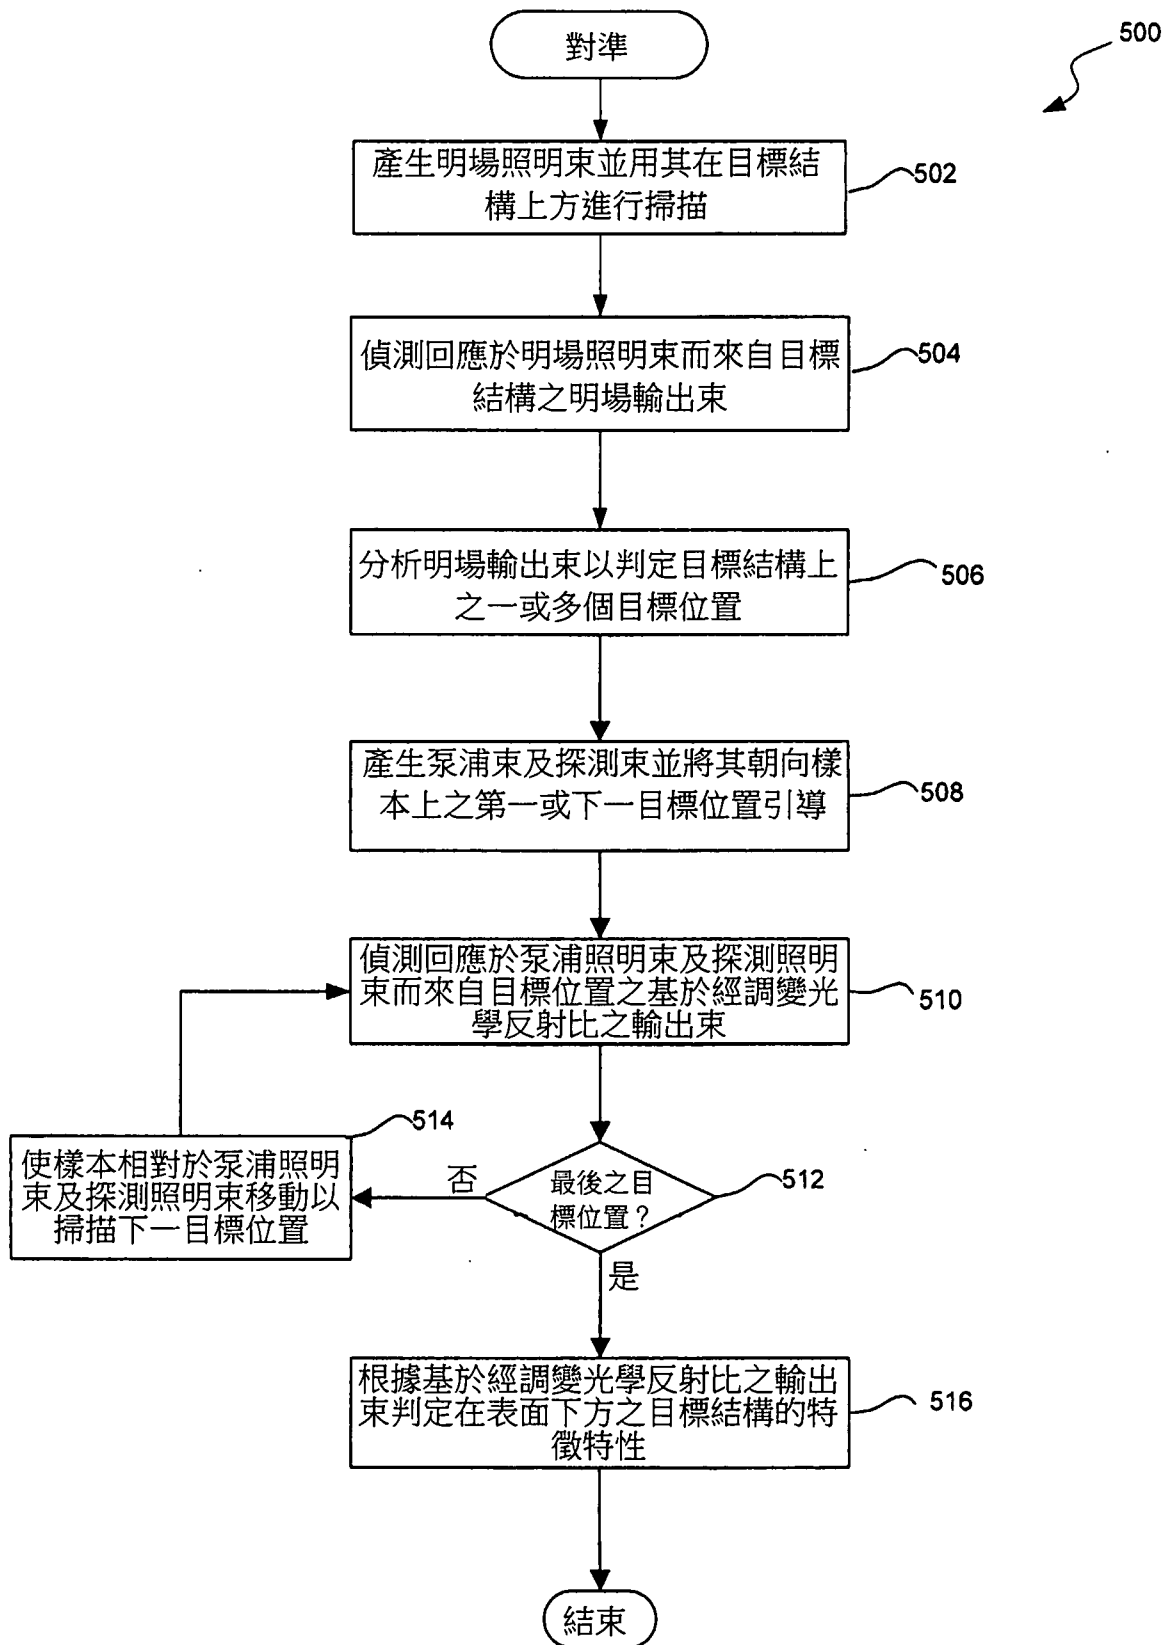 對準
500
產生明場照明束並用其在目標結
構上方進行掃描
502
偵測回應於明場照明束而來自目標
結構之明場輸出束
504
分析明場輸出束以判定目標結構上
之一或多個目標位置
506
產生泵浦束及探測束並將其朝向樣
本上之第一或下一目標位置引導
508
偵測回應於泵浦照明束及探測照明
束而來自目標位置之基於經調變光
學反射比之輸出束
510
514
使樣本相對於泵浦照明
束及探測照明束移動以
掃描下一目標位置
否
最後之目
標位置？
512
是
根據基於經調變光學反射比之輸出
束判定在表面下方之目標結構的特
徵特性
516
結束